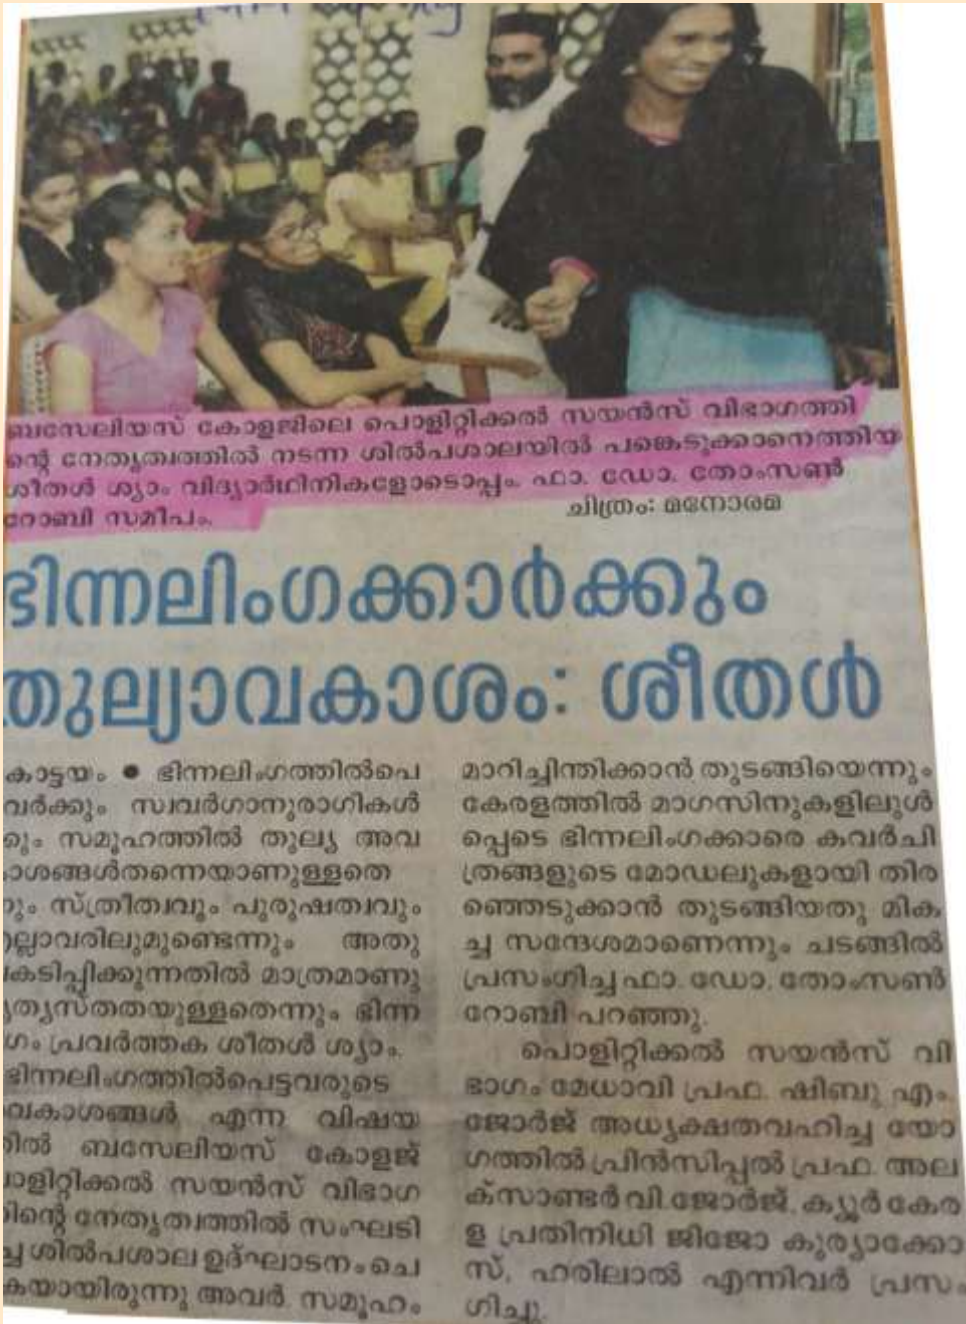 ബസേലിയസ് കോളജിലെ പൊളിറ്റിക്കൽ സയൻസ് വിഭാഗത്തി
ന്റെ നേതൃത്വത്തിൽ നടന്ന ശിൽപശാലയിൽ പങ്കെടുക്കാനെത്തിയ
ശീതൾ ശ്യാം വിദ്യാർഥിനികളോടൊപ്പം. ഫാ. ഡോ. തോംസൺ
റോബി സമീപം.
ചിത്രം: മനോരമ
ഭിന്നലിംഗക്കാർക്കും
തുല്യാവകാശം: ശീതൾ
കാട്ടയം ● ഭിന്നലിംഗത്തിൽപെ
വർക്കും സ്വവർഗാനുരാഗികൾ
ക്കും സമൂഹത്തിൽ തുല്യ അവ
കാശങ്ങൾതന്നെയാണുള്ളതെ
ന്നും സ്ത്രീത്വവും പുരുഷത്വവും
എല്ലാവരിലുമുണ്ടെന്നും അതു
പ്രകടിപ്പിക്കുന്നതിൽ മാത്രമാണു
വ്യത്യസ്തതയുള്ളതെന്നും ഭിന്ന
ഗം പ്രവർത്തക ശീതൾ ശ്യാം.
ഭിന്നലിംഗത്തിൽപെട്ടവരുടെ
വകാശങ്ങൾ എന്ന വിഷയ
ത്തിൽ ബസേലിയസ് കോളജ്
പൊളിറ്റിക്കൽ സയൻസ് വിഭാഗ
ത്തിന്റെ നേതൃത്വത്തിൽ സംഘടി
ച്ച ശിൽപശാല ഉദ്ഘാടനം ചെ
കയായിരുന്നു അവർ. സമൂഹം
മാറിച്ചിന്തിക്കാൻ തുടങ്ങിയെന്നും
കേരളത്തിൽ മാഗസിനുകളിലുൾ
പ്പെടെ ഭിന്നലിംഗക്കാരെ കവർചി
ത്രങ്ങളുടെ മോഡലുകളായി തിര
ഞ്ഞെടുക്കാൻ തുടങ്ങിയതു മിക
ച്ച സന്ദേശമാണെന്നും ചടങ്ങിൽ
പ്രസംഗിച്ച ഫാ. ഡോ. തോംസൺ
റോബി പറഞ്ഞു.
പൊളിറ്റിക്കൽ സയൻസ് വി
ഭാഗം മേധാവി പ്രഫ. ഷിബു എം.
ജോർജ് അധ്യക്ഷതവഹിച്ച യോ
ഗത്തിൽ പ്രിൻസിപ്പൽ പ്രഫ. അല
ക്സാണ്ടർ വി.ജോർജ്, ക്യൂർ കേര
ള പ്രതിനിധി ജിജോ കുര്യാക്കോ
സ്, ഹരിലാൽ എന്നിവർ പ്രസം
ഗിച്ചു.